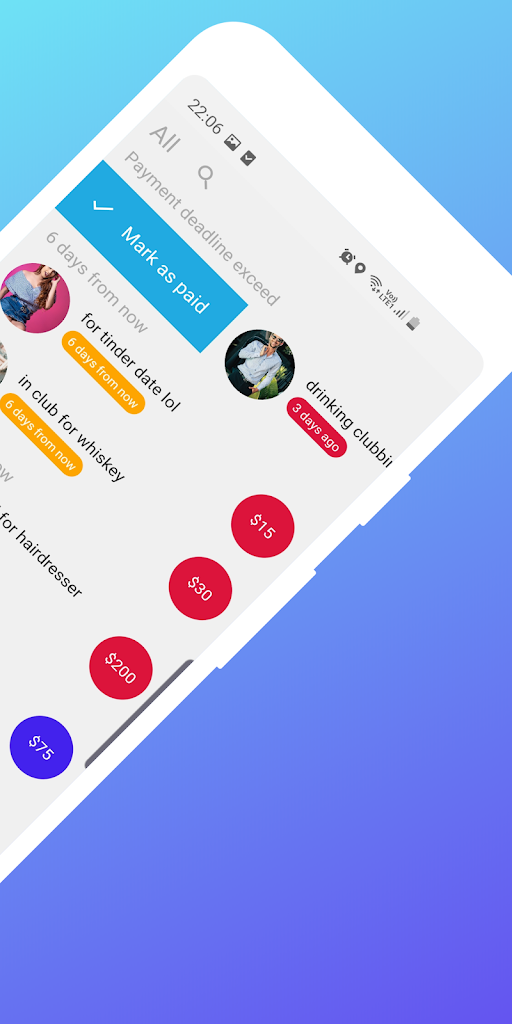 22:06
Vo))
LTE1
All
Payment deadline exceed
Mark as paid
drinking clubbi
3 days ago
$15
6 days from now
for tinder date lol
6 days from now
$30
in club for whiskey
6 days from now
$200
for hairdresser
$75